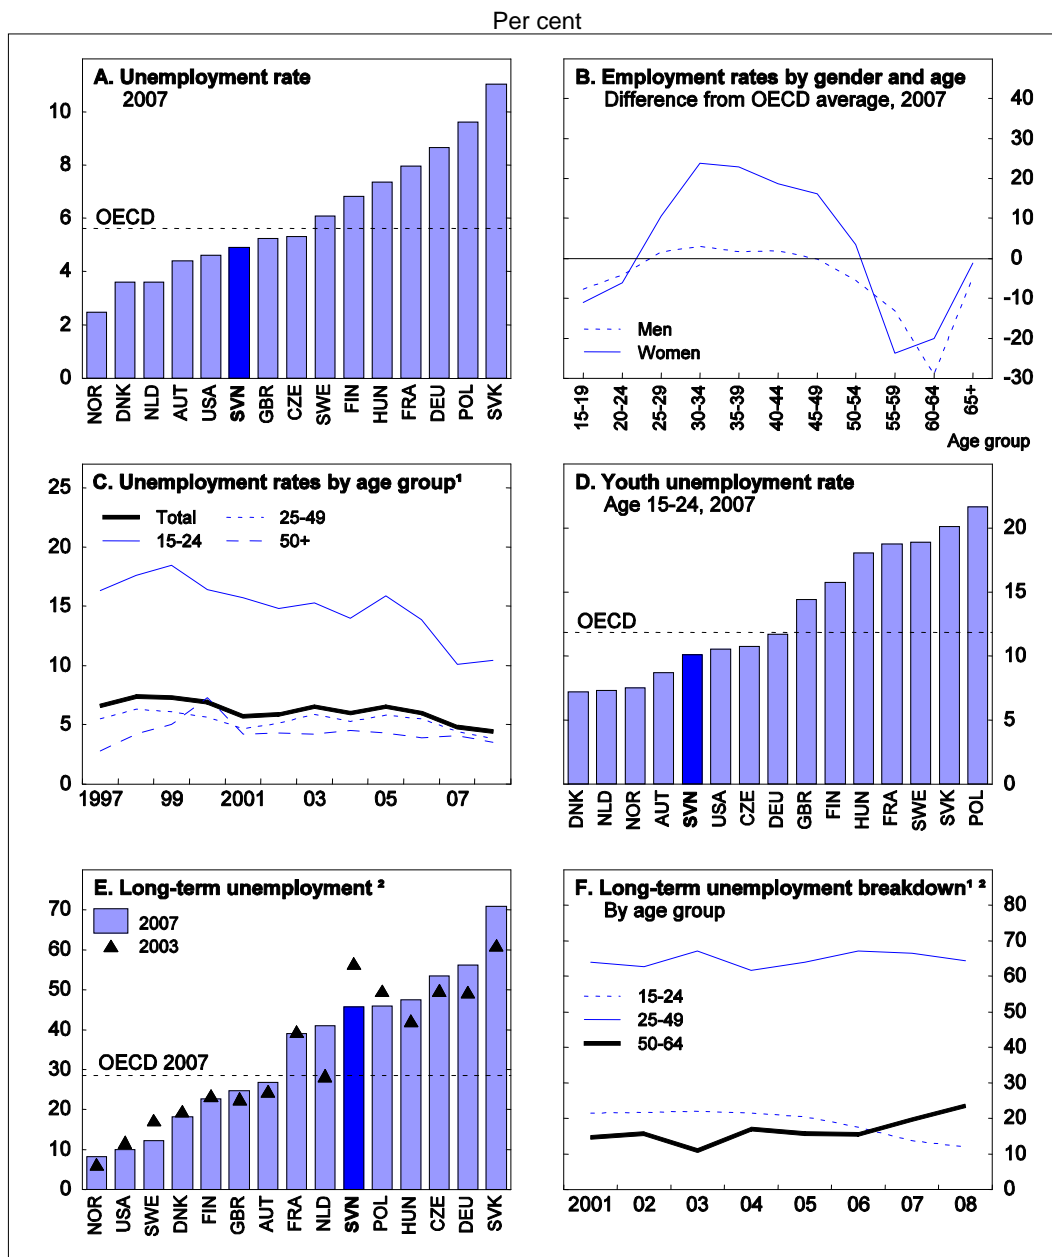 Per cent
A. Unemployment rate
2007
10
8
6
4
2
0
OECD
NOR DNK NLD AUT USA SVN GBR CZE SWE FIN HUN FRA DEU POL SVK
B. Employment rates by gender and age
Difference from OECD average, 2007
40
30
20
10
0
-10
-20
-30
Men
Women
15-19 20-24 25-29 30-34 35-39 40-44 45-49 50-54 55-59 60-64 65+
Age group
C. Unemployment rates by age group¹
25
20
15
10
5
0
Total 25-49
15-24 50+
1997 99 2001 03 05 07
D. Youth unemployment rate
Age 15-24, 2007
20
15
10
5
0
OECD
DNK NLD NOR AUT SVN USA CZE DEU GBR FIN HUN FRA SWE SVK POL
E. Long-term unemployment ²
70
60
50
40
30
20
10
0
2007
2003
OECD 2007
NOR USA SWE DNK FIN GBR AUT FRA NLD SVN POL HUN CZE DEU SVK
F. Long-term unemployment breakdown¹ ²
By age group
80
70
60
50
40
30
20
10
0
15-24
25-49
50-64
2001 02 03 04 05 06 07 08